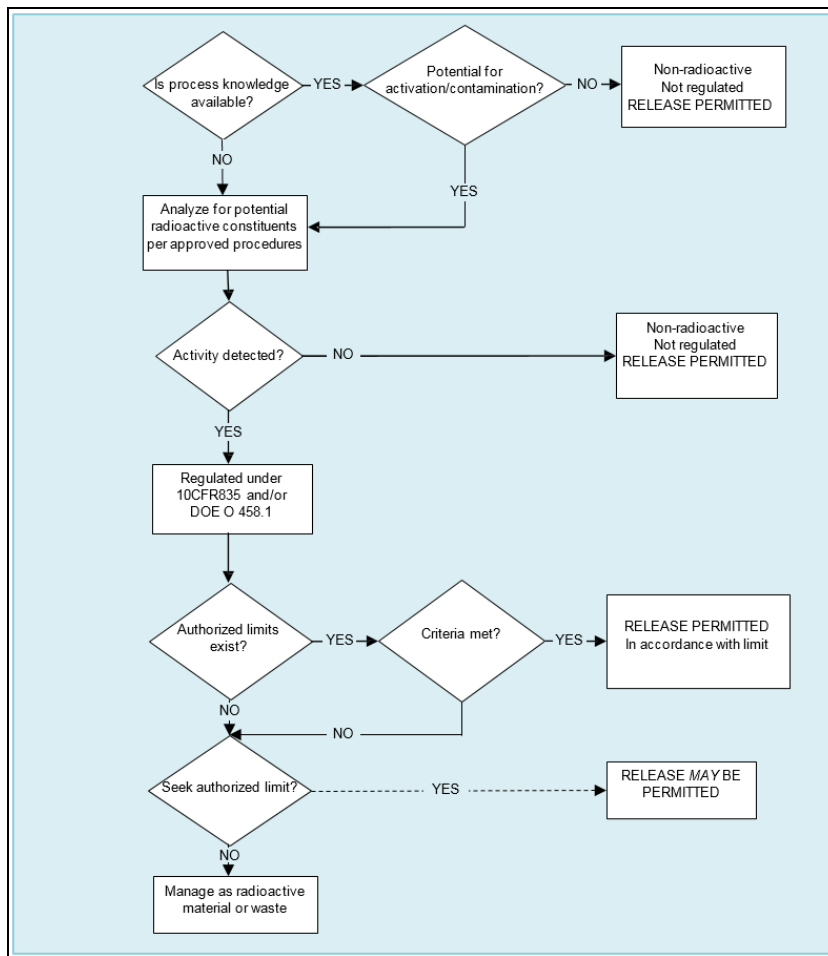 Is process knowledge
available?
YES
Potential for
activation/contamination?
NO
Non-radioactive
Not regulated
RELEASE PERMITTED
NO
YES
Analyze for potential
radioactive constituents
per approved procedures
Activity detected?
NO
Non-radioactive
Not regulated
RELEASE PERMITTED
YES
Regulated under
10CFR835 and/or
DOE O 458.1
Authorized limits
exist?
YES
Criteria met?
YES
RELEASE PERMITTED
In accordance with limit
NO
NO
Seek authorized limit?
YES
RELEASE MAY BE
PERMITTED
NO
Manage as radioactive
material or waste